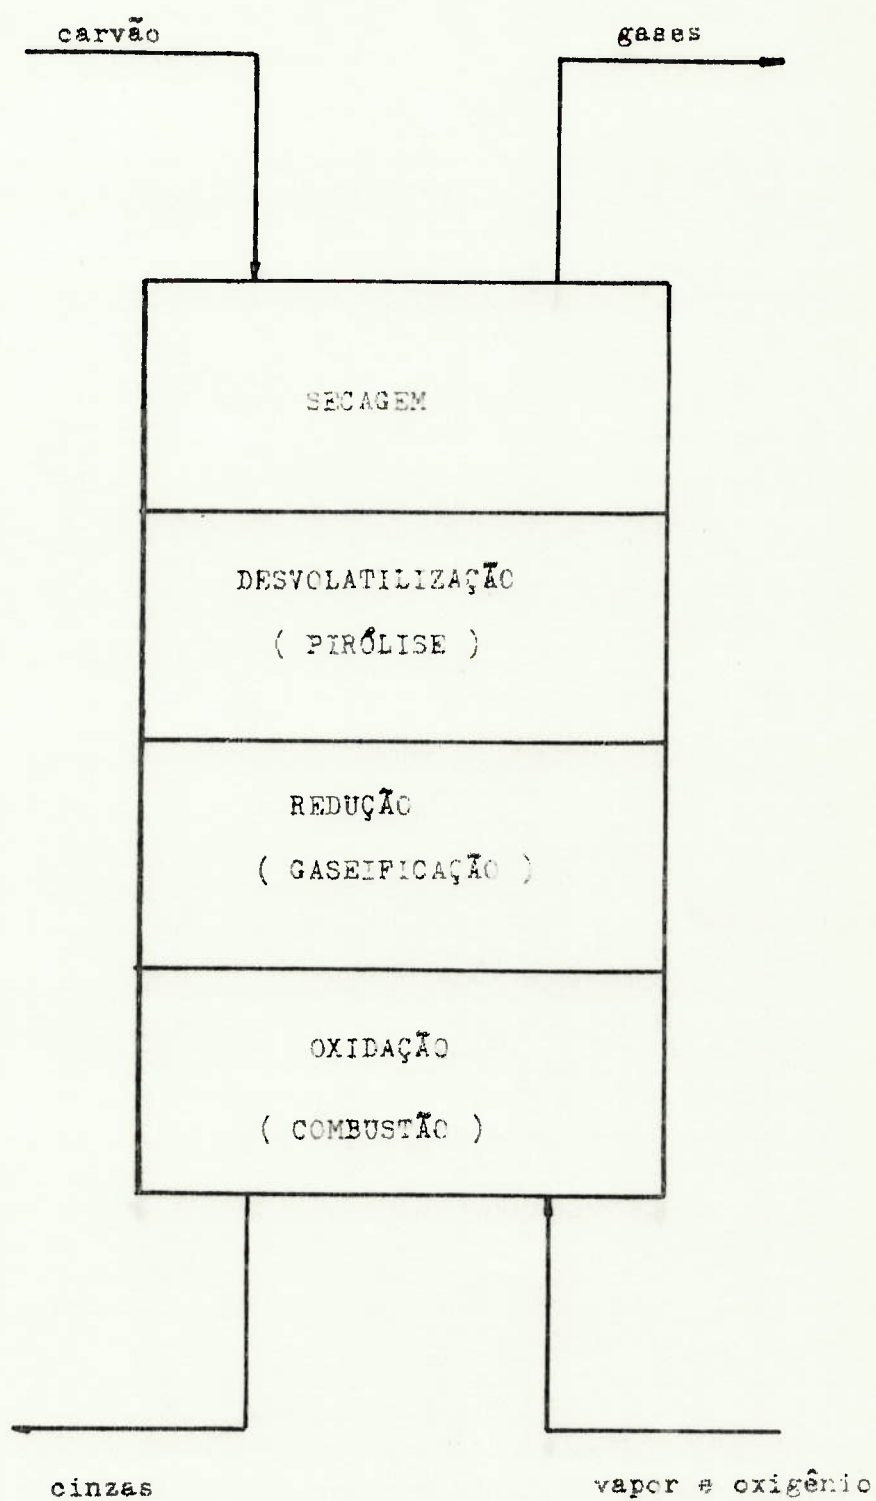 carvão
gases
SECAGEM
DESVOLATILIZAÇÃO
( PIRÓLISE )
REDUÇÃO
( GASEIFICAÇÃO )
OXIDAÇÃO
( COMBUSTÃO )
cinzas
vapor e oxigênio